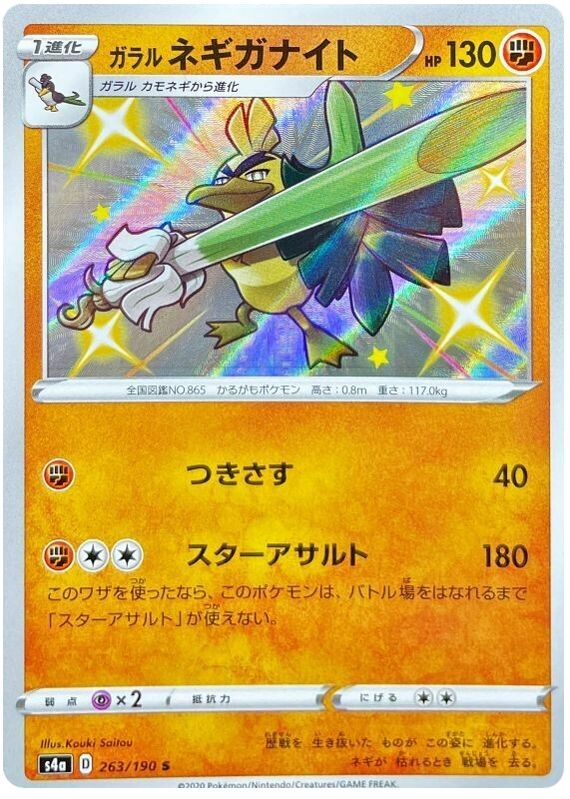 1進化
ガラル ネギガナイト HP 130
ガラル カモネギから進化
全国図鑑NO.865 かるがもポケモン 高さ:0.8m 重さ:117.0kg
つきさす 40
スターアサルト 180
このワザを使ったなら、このポケモンは、バトル場をはなれるまで
「スターアサルト」が使えない。
弱点 ×2 抵抗力 にげる
Illus.Kouki Saitou
歴戦を 生き抜いた ものが この姿に 進化する。
s4a D 263/190 S
ネギが 枯れるとき 戦場を 去る。
©2020 Pokémon/Nintendo/Creatures/GAME FREAK.